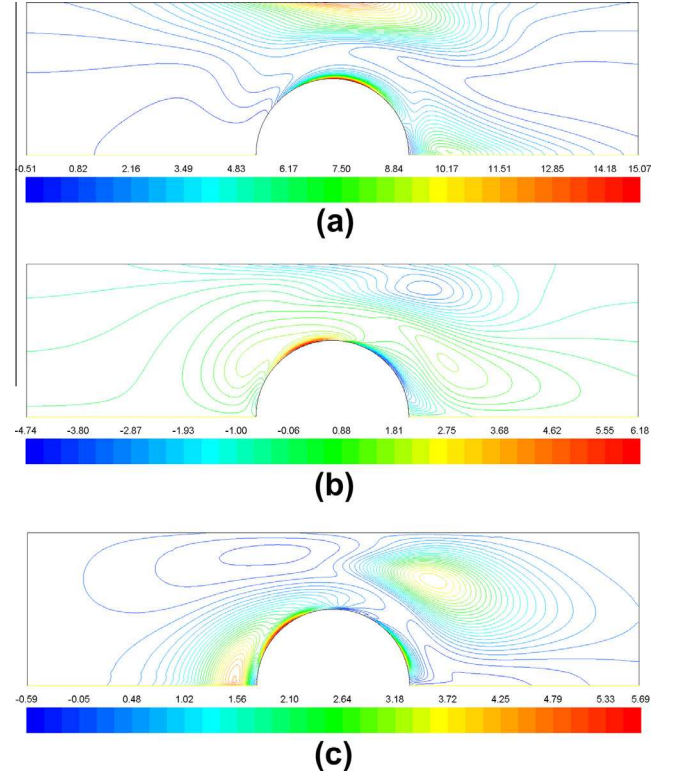 -0.51 0.82 2.16 3.49 4.83 6.17 7.50 8.84 10.17 11.51 12.85 14.18 15.07
(a)
-4.74 -3.80 -2.87 -1.93 -1.00 -0.06 0.88 1.81 2.75 3.68 4.62 5.55 6.18
(b)
-0.59 -0.05 0.48 1.02 1.56 2.10 2.64 3.18 3.72 4.25 4.79 5.33 5.69
(c)